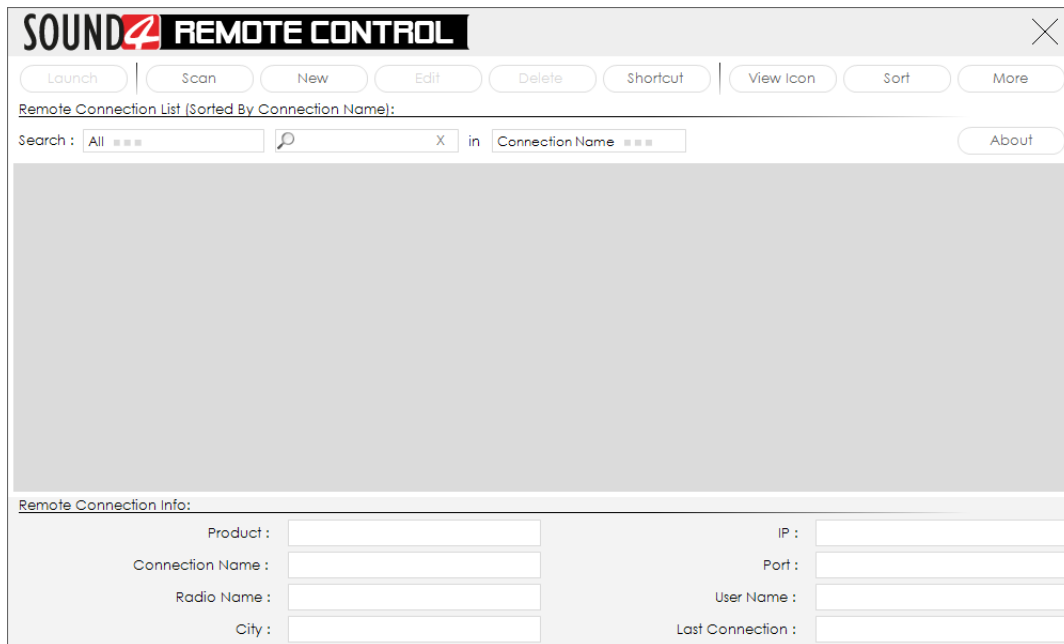 SOUND4 REMOTE CONTROL
Launch Scan New Edit Delete Shortcut View Icon Sort More
Remote Connection List (Sorted By Connection Name):
Search : All X in Connection Name About
Remote Connection Info:
Product : IP :
Connection Name : Port :
Radio Name : User Name :
City : Last Connection :